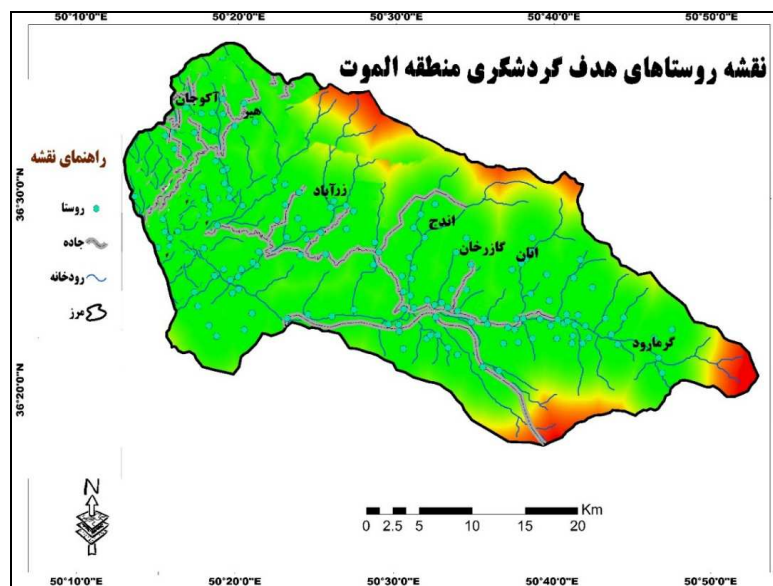 50°10'0"E 50°20'0"E 50°30'0"E 50°40'0"E 50°50'0"E
نقشه روستاهای هدف گردشگری منطقه الموت
آکوجان
هیر
راهنمای نقشه
36°30'0"N
زرآباد
روستا
اندج
جاده
گازرخان
اتان
رودخانه
مرز
گرمارود
36°20'0"N
N
Km
0 2.5 5 10 15 20
50°10'0"E 50°20'0"E 50°30'0"E 50°40'0"E 50°50'0"E